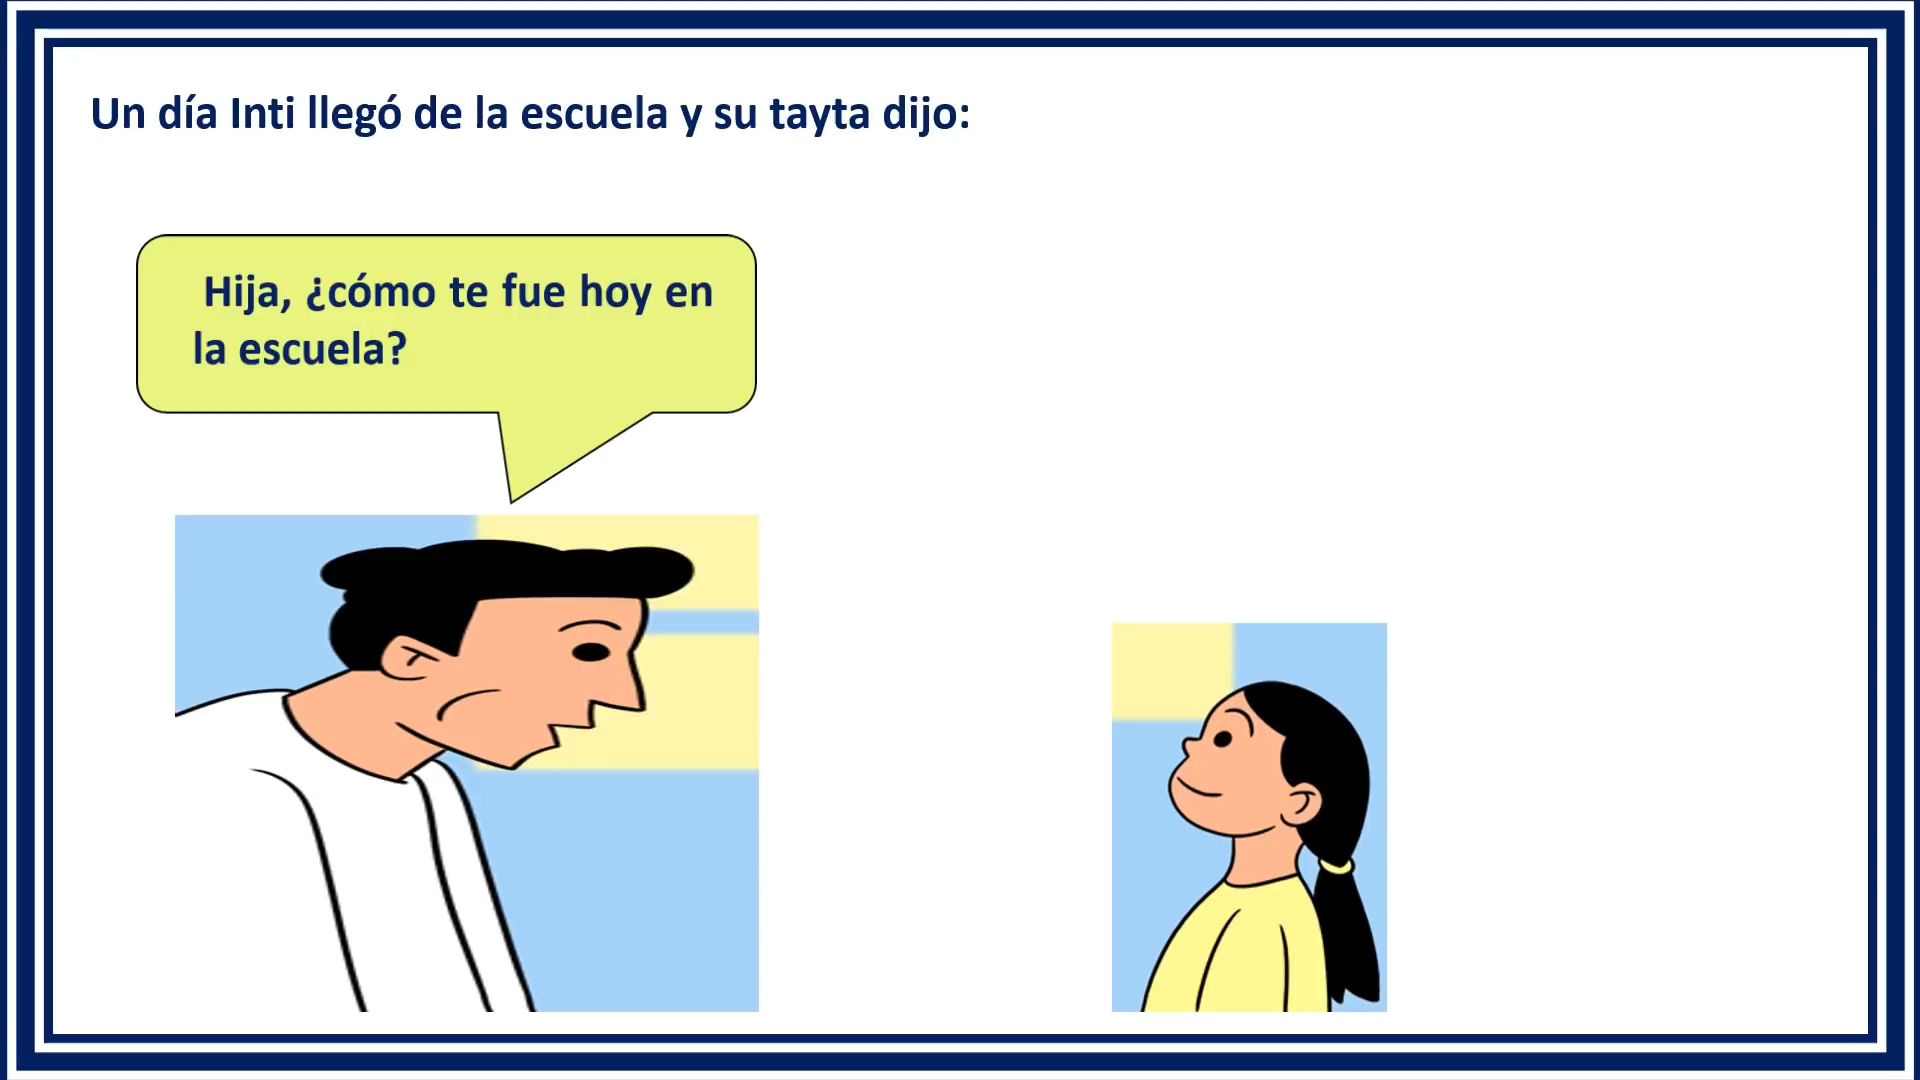 Un día Inti llegó de la escuela y su tayta dijo:
Hija, ¿cómo te fue hoy en
la escuela?